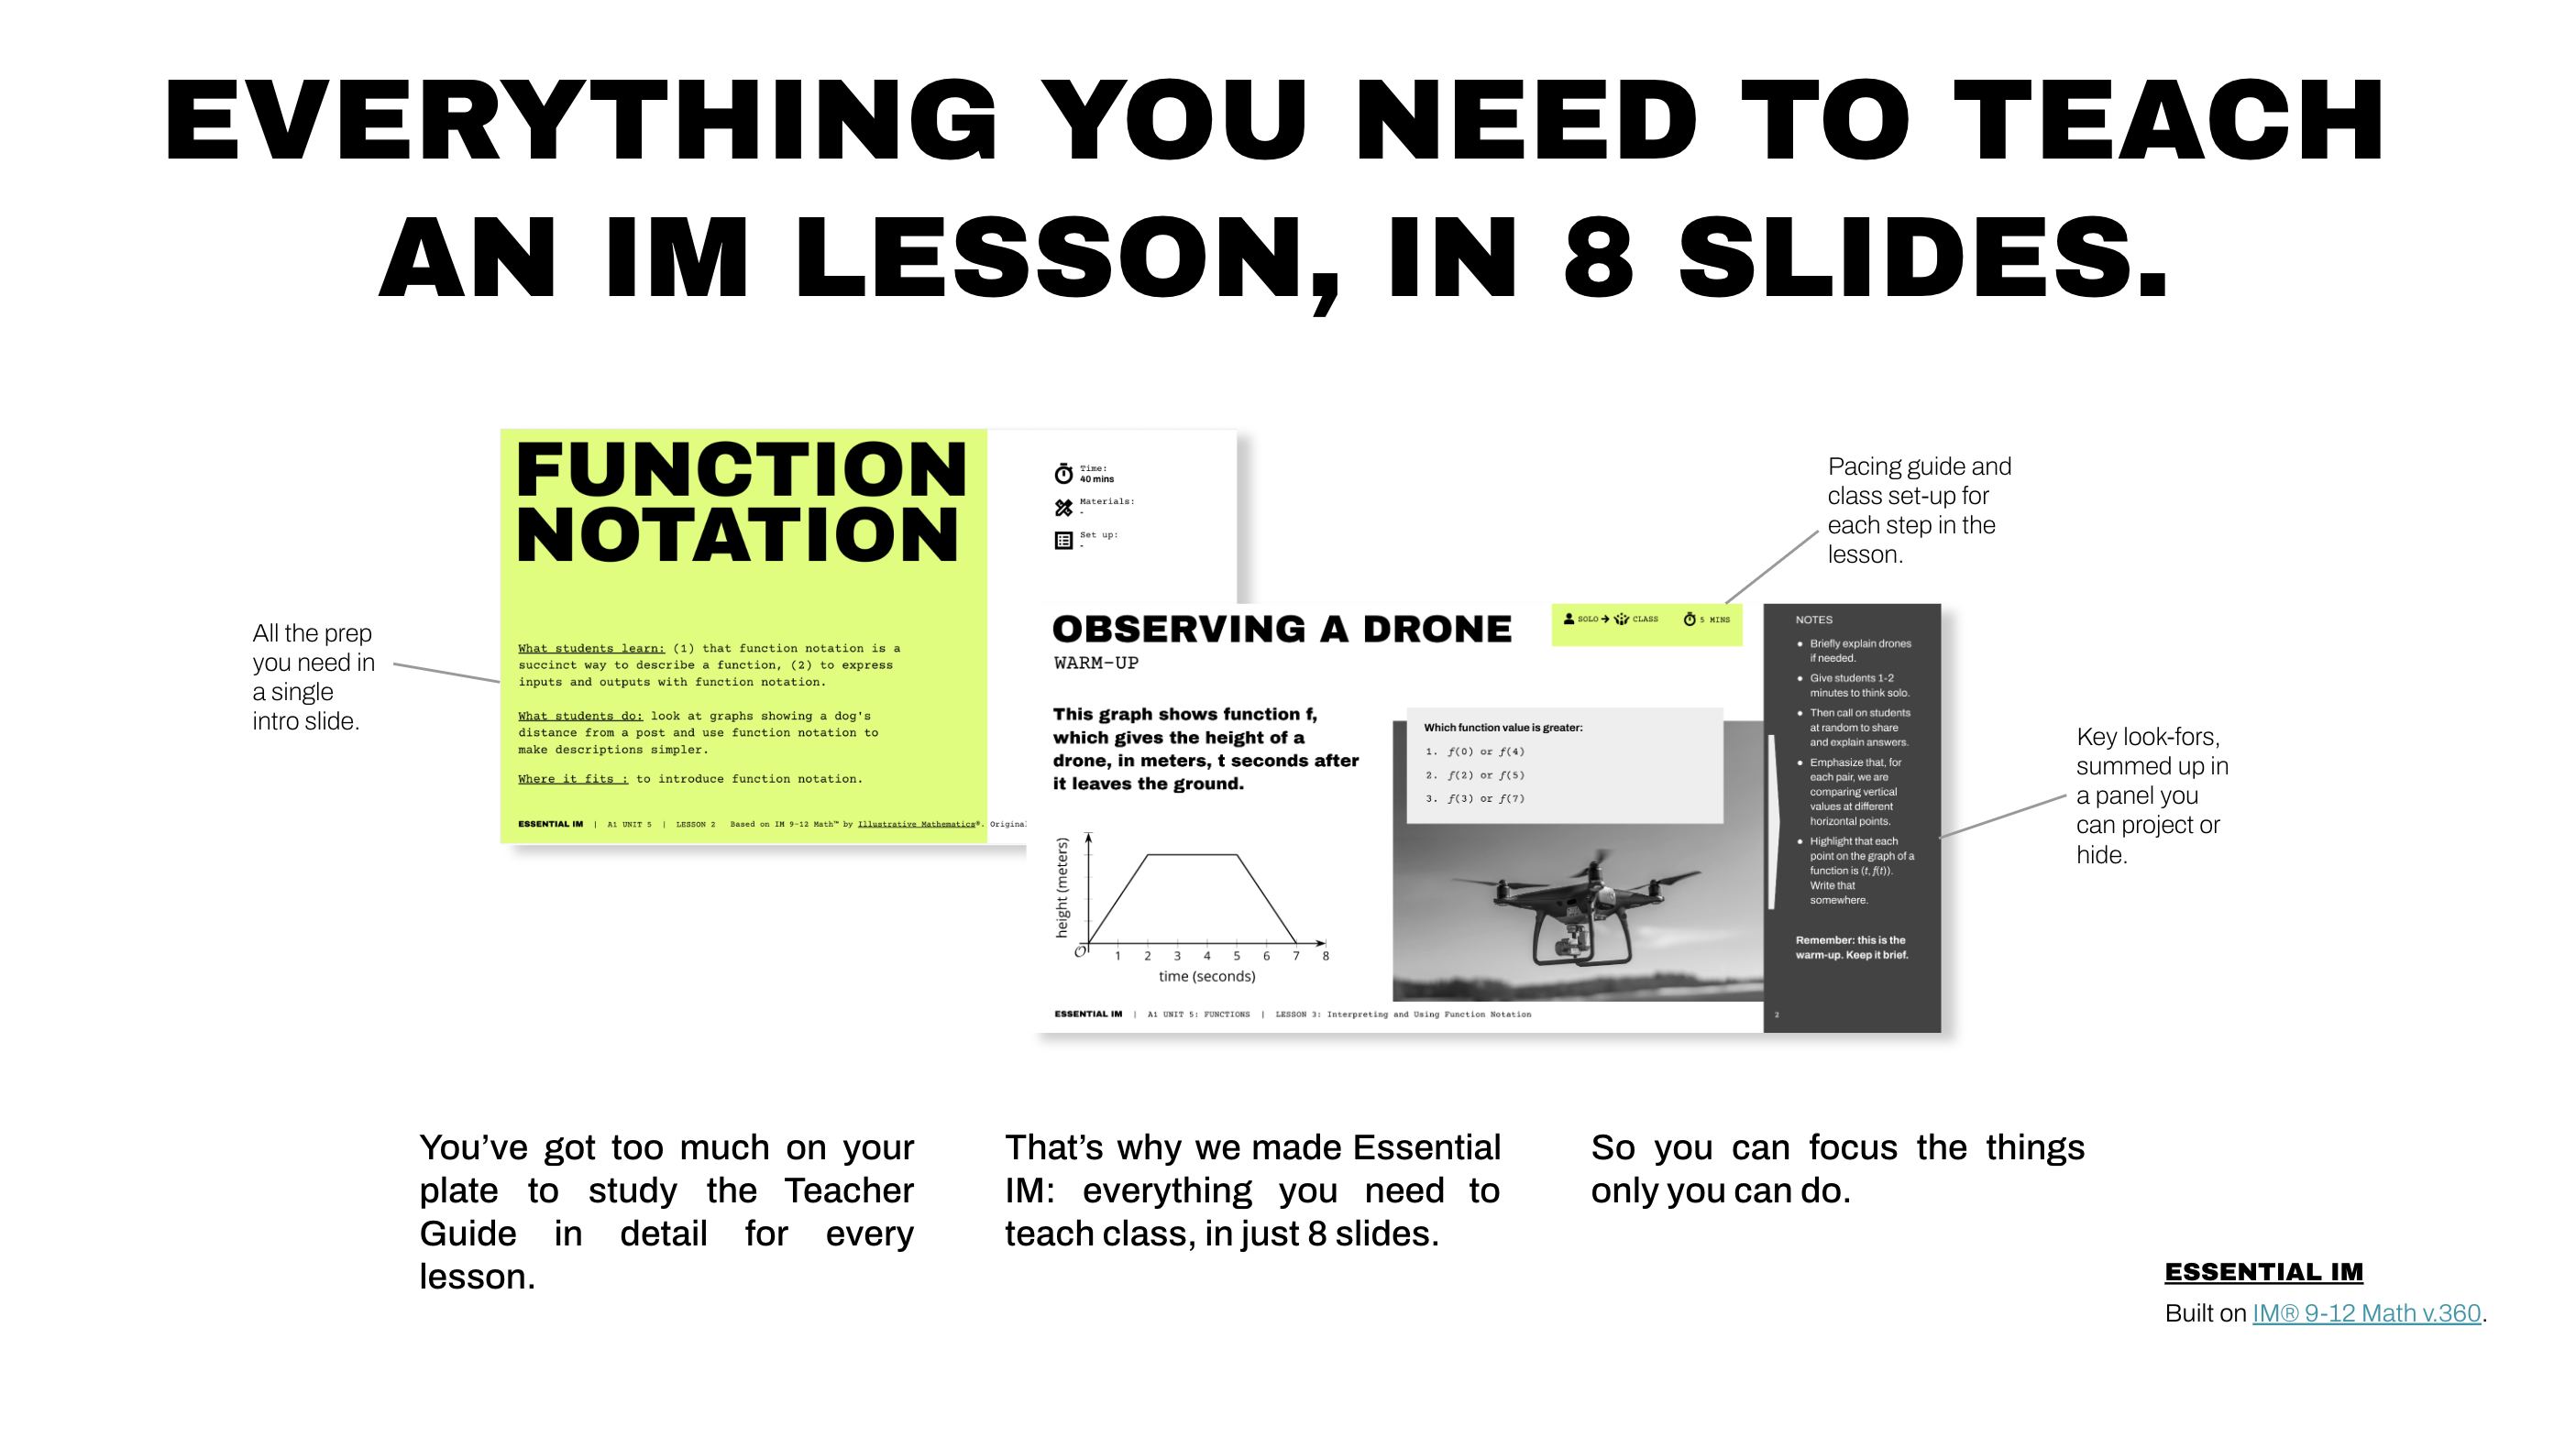 EVERYTHING YOU NEED TO TEACH
AN IM LESSON, IN 8 SLIDES.
All the prep
you need in
a single
intro slide.
FUNCTION
NOTATION
What students learn: (1) that function notation is a
succinct way to describe a function, (2) to express
inputs and outputs with function notation.
What students do: look at graphs showing a dog's
distance from a post and use function notation to
make descriptions simpler.
Where it fits : to introduce function notation.
ESSENTIAL IM | A1 UNIT 5 | LESSON 2 Based on IM 9-12 Math™ by Illustrative Mathematics®. Original
Time:
40 mins
Materials:
-
Set up:
-
Pacing guide and
class set-up for
each step in the
lesson.
OBSERVING A DRONE
WARM-UP
SOLO → CLASS 5 MINS
This graph shows function f,
which gives the height of a
drone, in meters, t seconds after
it leaves the ground.
height (meters)
O 1 2 3 4 5 6 7 8
time (seconds)
Which function value is greater:
1. f(0) or f(4)
2. f(2) or f(5)
3. f(3) or f(7)
ESSENTIAL IM | A1 UNIT 5: FUNCTIONS | LESSON 3: Interpreting and Using Function Notation
NOTES
● Briefly explain drones
if needed.
● Give students 1-2
minutes to think solo.
● Then call on students
at random to share
and explain answers.
● Emphasize that, for
each pair, we are
comparing vertical
values at different
horizontal points.
● Highlight that each
point on the graph of a
function is (t, f(t)).
Write that
somewhere.
Remember: this is the
warm-up. Keep it brief.
2
Key look-fors,
summed up in
a panel you
can project or
hide.
You’ve got too much on your
plate to study the Teacher
Guide in detail for every
lesson.
That’s why we made Essential
IM: everything you need to
teach class, in just 8 slides.
So you can focus the things
only you can do.
ESSENTIAL IM
Built on IM® 9-12 Math v.360.